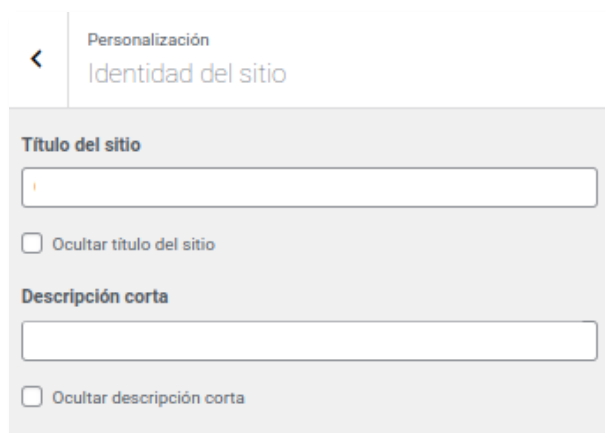 Personalización
Identidad del sitio
Título del sitio
Ocultar título del sitio
Descripción corta
Ocultar descripción corta